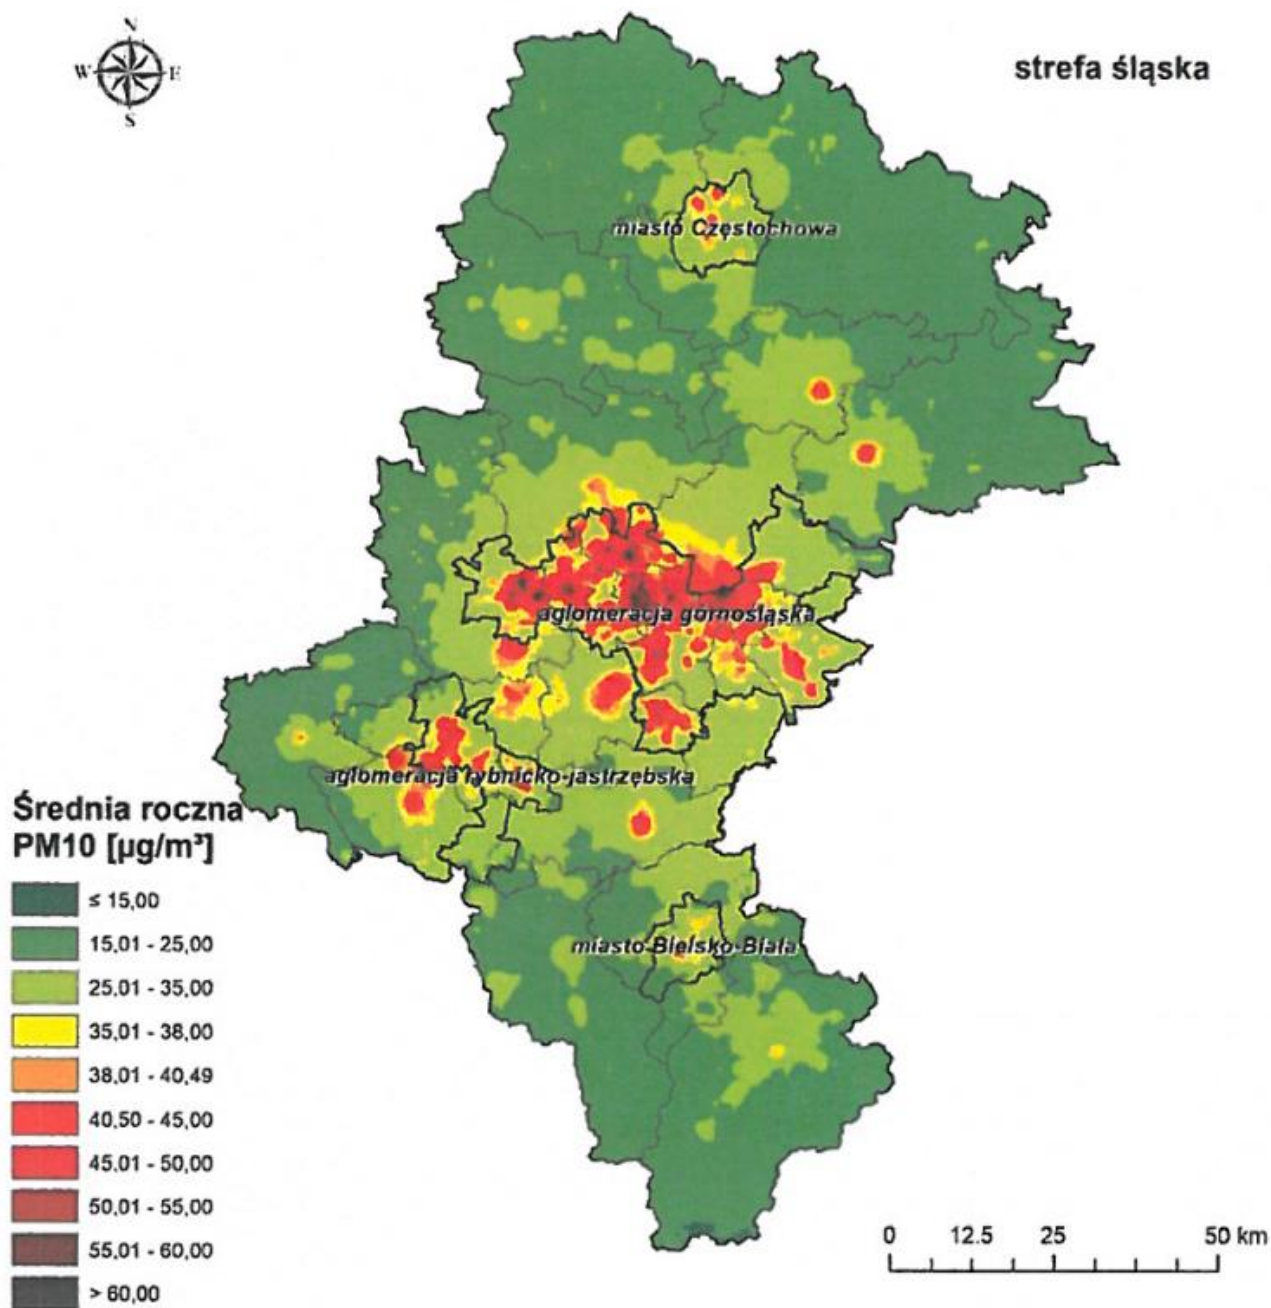 N
W E
S
strefa śląska
miasto Częstochowa
aglomeracja górnośląska
aglomeracja rybnicko-jastrzębska
miasto Bielsko-Biała
Średnia roczna
PM10 [µg/m³]
≤ 15,00
15,01 - 25,00
25,01 - 35,00
35,01 - 38,00
38,01 - 40,49
40,50 - 45,00
45,01 - 50,00
50,01 - 55,00
55,01 - 60,00
> 60,00
0 12.5 25 50 km